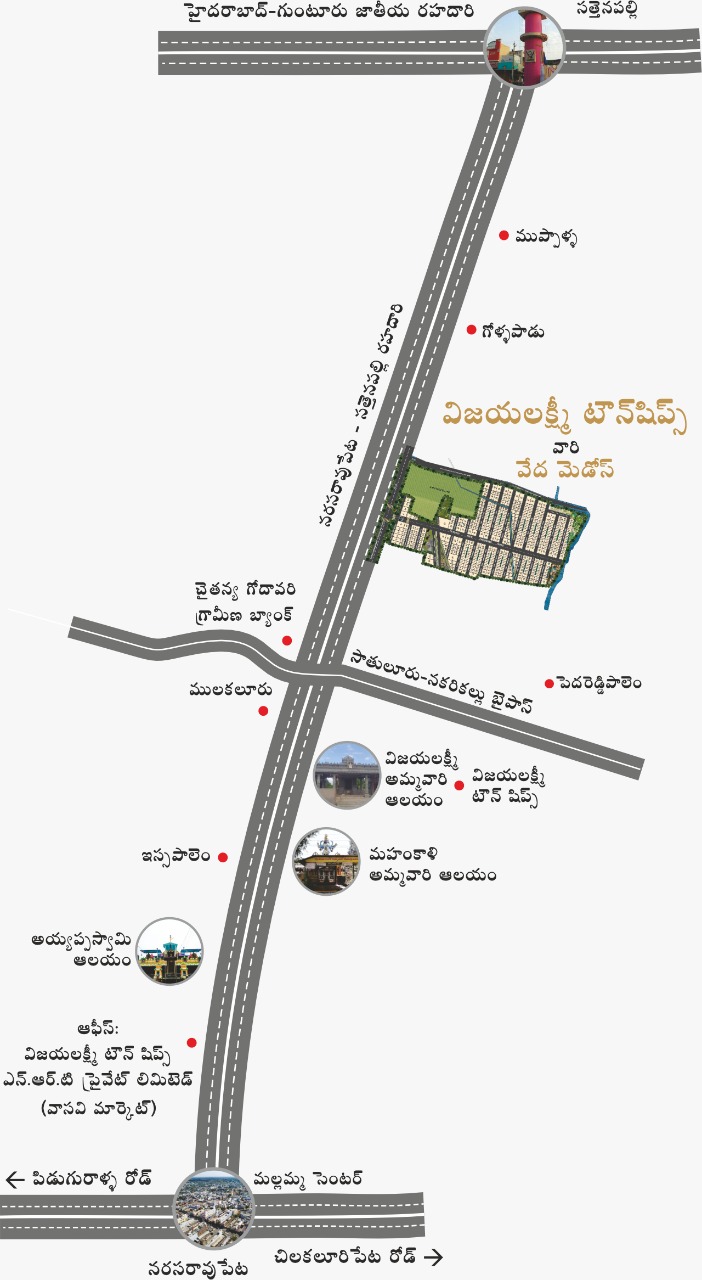 హైదరాబాద్-గుంటూరు జాతీయ రహదారి
సత్తెనపల్లి
ముప్పాళ్ళ
గోళ్ళపాడు
నరసరావుపేట - సత్తెనపల్లి రహదారి
విజయలక్ష్మీ టౌన్‌షిప్స్
వారి
వేద మెడోస్
చైతన్య గోదావరి
గ్రామీణ బ్యాంక్
సాతులూరు-నకరికల్లు బైపాస్
పెదరెడ్డిపాలెం
ములకలూరు
విజయలక్ష్మీ
అమ్మవారి
ఆలయం
విజయలక్ష్మీ
టౌన్ షిప్స్
ఇస్సపాలెం
మహంకాళి
అమ్మవారి ఆలయం
అయ్యప్పస్వామి
ఆలయం
ఆఫీస్:
విజయలక్ష్మీ టౌన్ షిప్స్
ఎన్.ఆర్.టి ప్రైవేట్ లిమిటెడ్
(వాసవి మార్కెట్)
← పిడుగురాళ్ళ రోడ్
మల్లమ్మ సెంటర్
నరసరావుపేట
చిలకలూరిపేట రోడ్ →